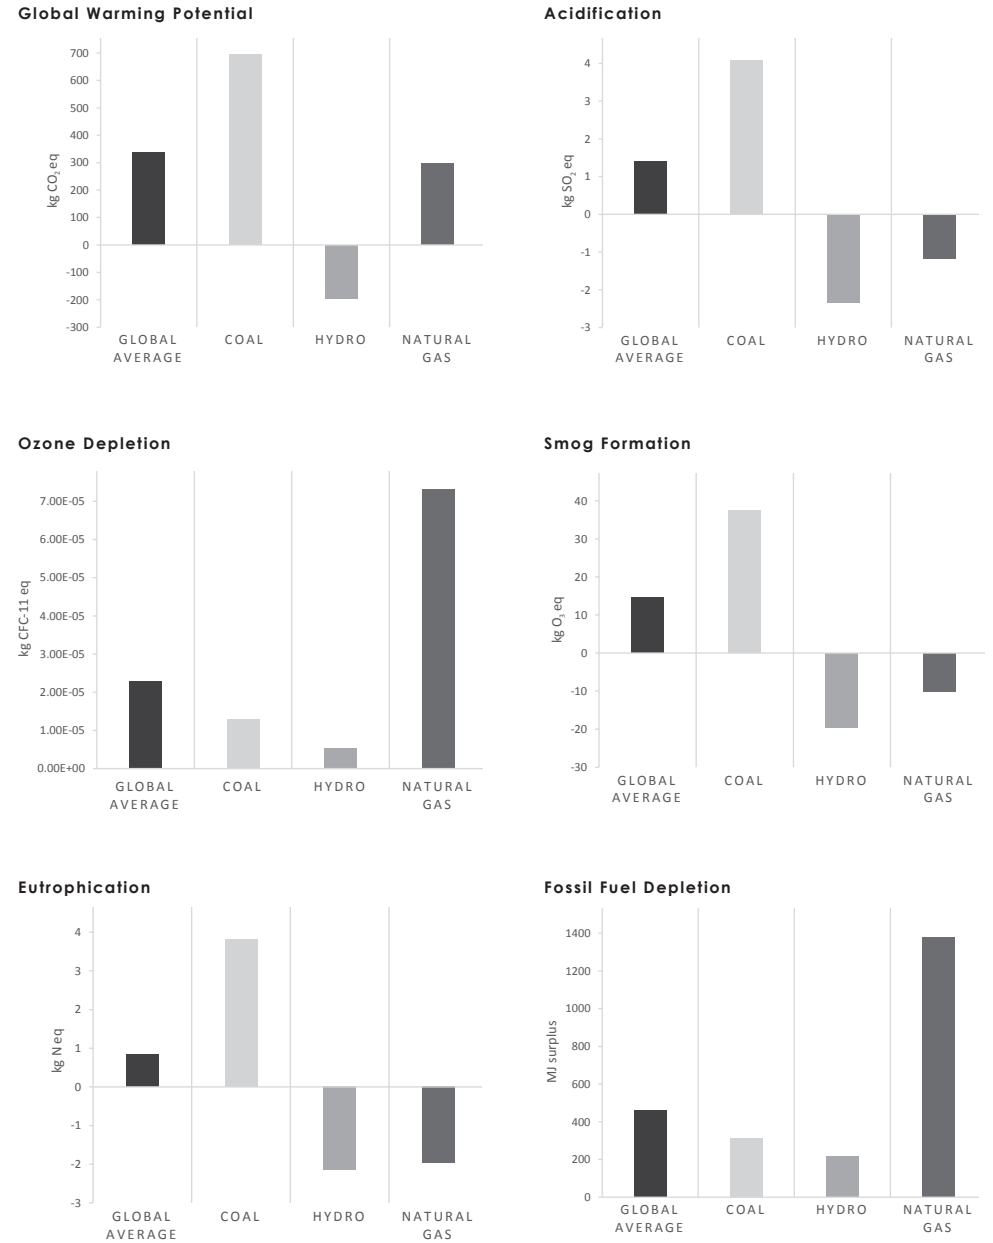 Global Warming Potential
700
600
500
400
300
200
100
0
-100
-200
-300
kg CO₂ eq
GLOBAL
AVERAGE
COAL
HYDRO
NATURAL
GAS
Acidification
4
3
2
1
0
-1
-2
-3
kg SO₂ eq
GLOBAL
AVERAGE
COAL
HYDRO
NATURAL
GAS
Ozone Depletion
7.00E-05
6.00E-05
5.00E-05
4.00E-05
3.00E-05
2.00E-05
1.00E-05
0.00E+00
kg CFC-11 eq
GLOBAL
AVERAGE
COAL
HYDRO
NATURAL
GAS
Smog Formation
40
30
20
10
0
-10
-20
-30
kg O₃ eq
GLOBAL
AVERAGE
COAL
HYDRO
NATURAL
GAS
Eutrophication
4
3
2
1
0
-1
-2
-3
kg N eq
GLOBAL
AVERAGE
COAL
HYDRO
NATURAL
GAS
Fossil Fuel Depletion
1400
1200
1000
800
600
400
200
0
MJ surplus
GLOBAL
AVERAGE
COAL
HYDRO
NATURAL
GAS